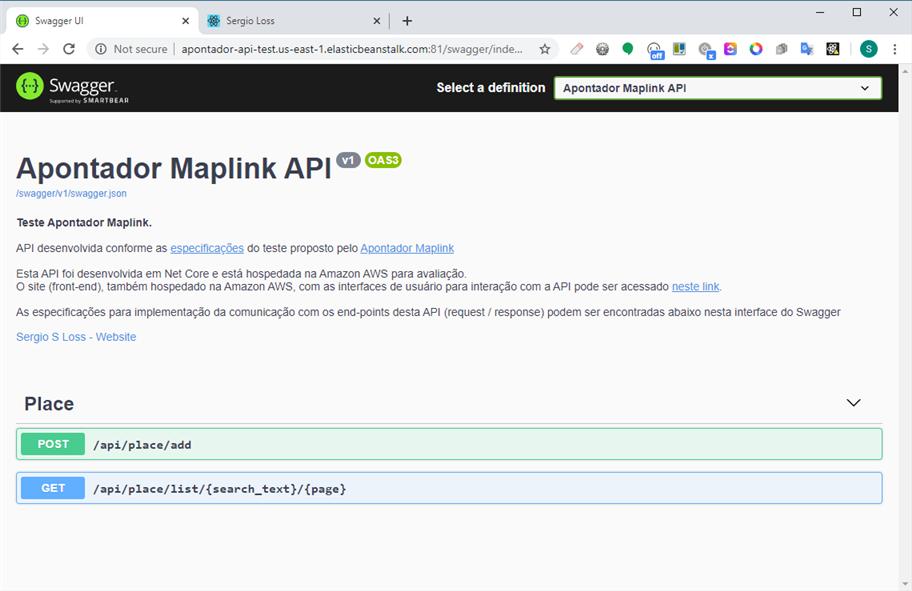 Swagger UI
Sergio Loss
Not secure
apontador-api-test.us-east-1.elasticbeanstalk.com:81/swagger/inde...
off
S
Swagger
Supported by SMARTBEAR
Select a definition
Apontador Maplink API
Apontador Maplink API v1 OAS3
/swagger/v1/swagger.json
Teste Apontador Maplink.
API desenvolvida conforme as especificações do teste proposto pelo Apontador Maplink
Esta API foi desenvolvida em Net Core e está hospedada na Amazon AWS para avaliação.
O site (front-end), também hospedado na Amazon AWS, com as interfaces de usuário para interação com a API pode ser acessado neste link.
As especificações para implementação da comunicação com os end-points desta API (request / response) podem ser encontradas abaixo nesta interface do Swagger
Sergio S Loss - Website
Place
POST /api/place/add
GET /api/place/list/{search_text}/{page}